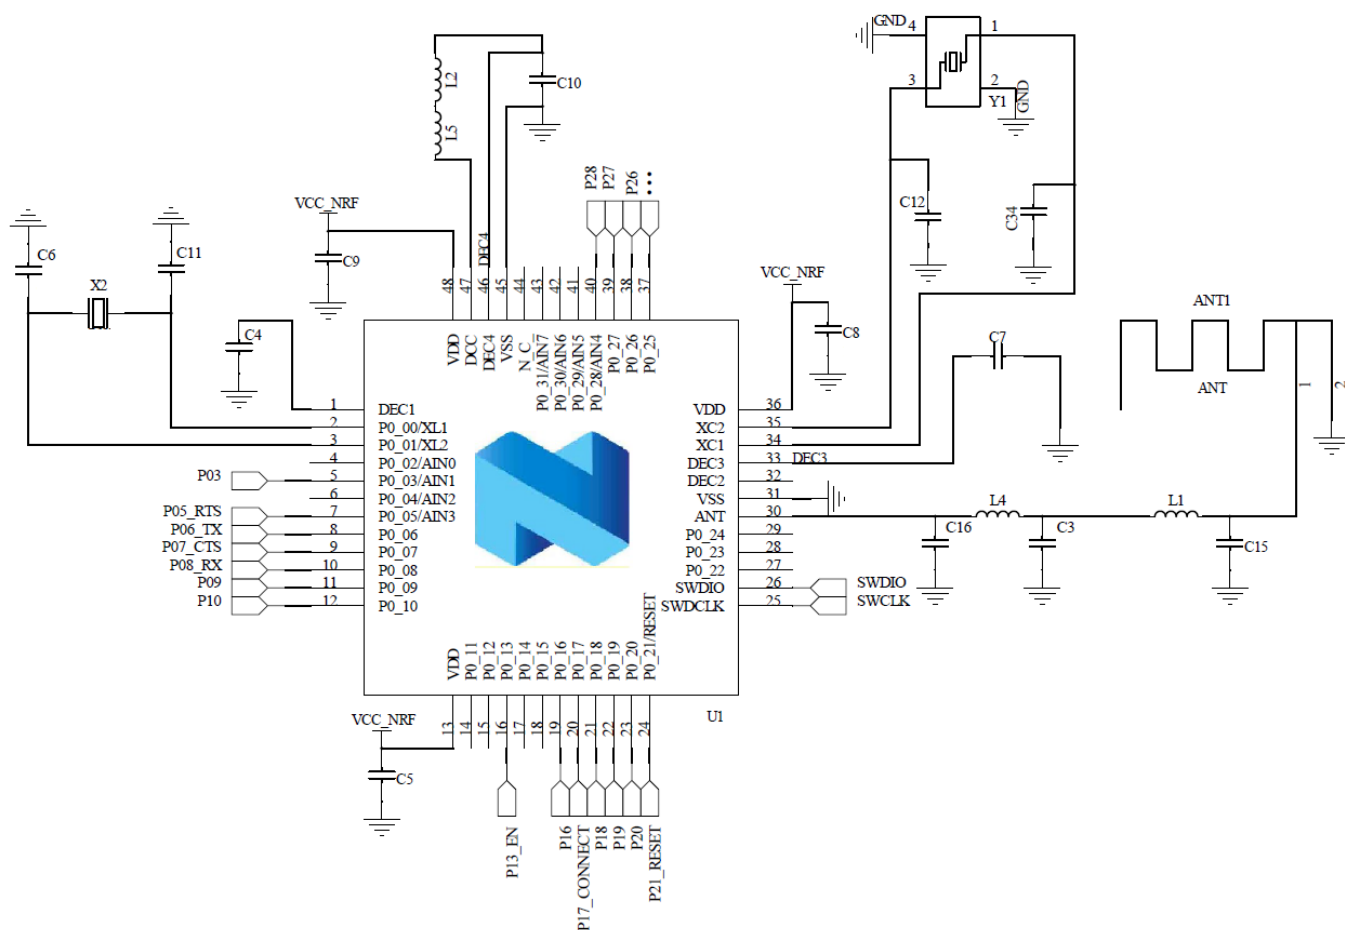 GND 4
1
3
2
Y1
GND
L2
L5
C10
P28
P27
P26
•••
C12
C34
VCC_NRF
C9
DEC4
C6
C11
X2
C4
VCC_NRF
C8
C7
ANT1
ANT
1
2
48
47
46
45
44
43
42
41
40
39
38
37
VDD
DCC
DEC4
VSS
N_C_
P0_31/AIN7
P0_30/AIN6
P0_29/AIN5
P0_28/AIN4
P0_27
P0_26
P0_25
1 DEC1
2 P0_00/XL1
3 P0_01/XL2
4 P0_02/AIN0
P03 5 P0_03/AIN1
6 P0_04/AIN2
P05_RTS 7 P0_05/AIN3
P06_TX 8 P0_06
P07_CTS 9 P0_07
P08_RX 10 P0_08
P09 11 P0_09
P10 12 P0_10
VDD 36
XC2 35
XC1 34
DEC3 33 DEC3
DEC2 32
VSS 31
ANT 30
P0_24 29
P0_23 28
P0_22 27
SWDIO 26 SWDIO
SWDCLK 25 SWCLK
C16
L4
C3
L1
C15
VDD
P0_11
P0_12
P0_13
P0_14
P0_15
P0_16
P0_17
P0_18
P0_19
P0_20
P0_21/RESET
U1
VCC_NRF
C5
13
14
15
16
17
18
19
20
21
22
23
24
P13_EN
P16
P17_CONNECT
P18
P19
P20
P21_RESET